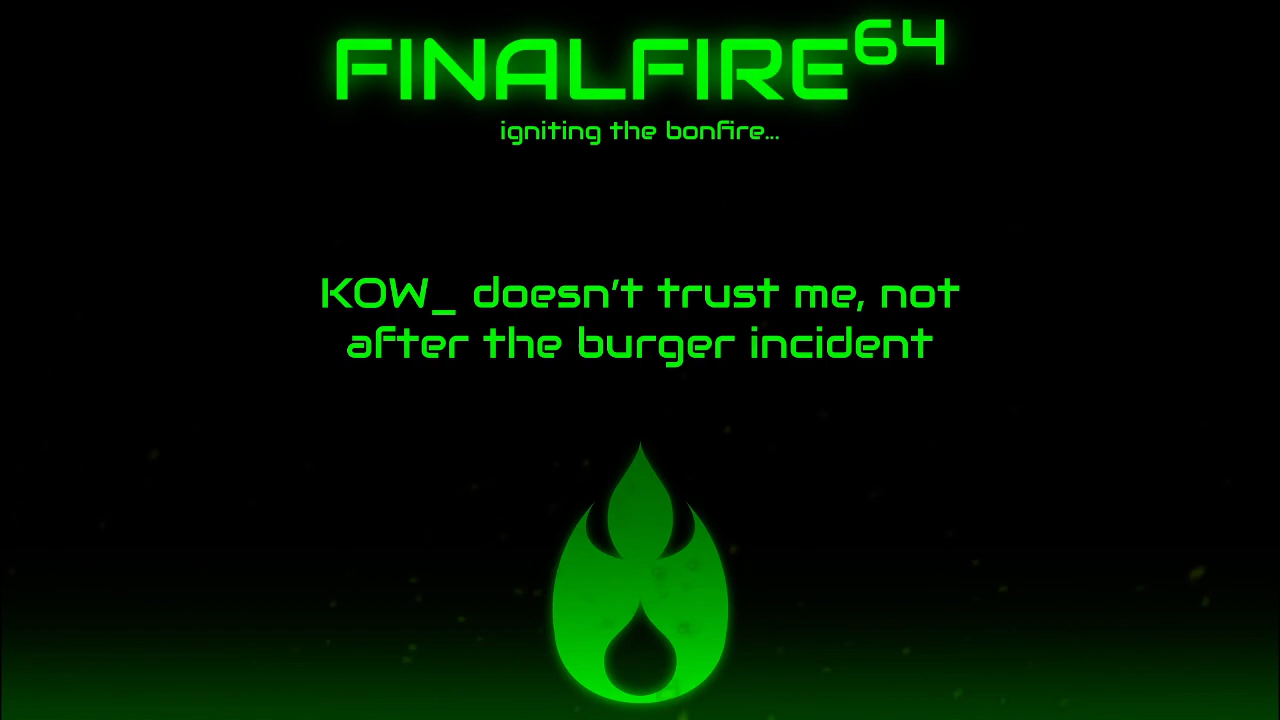 FINALFIRE64
igniting the bonfire...
KOW_ doesn't trust me, not
after the burger incident